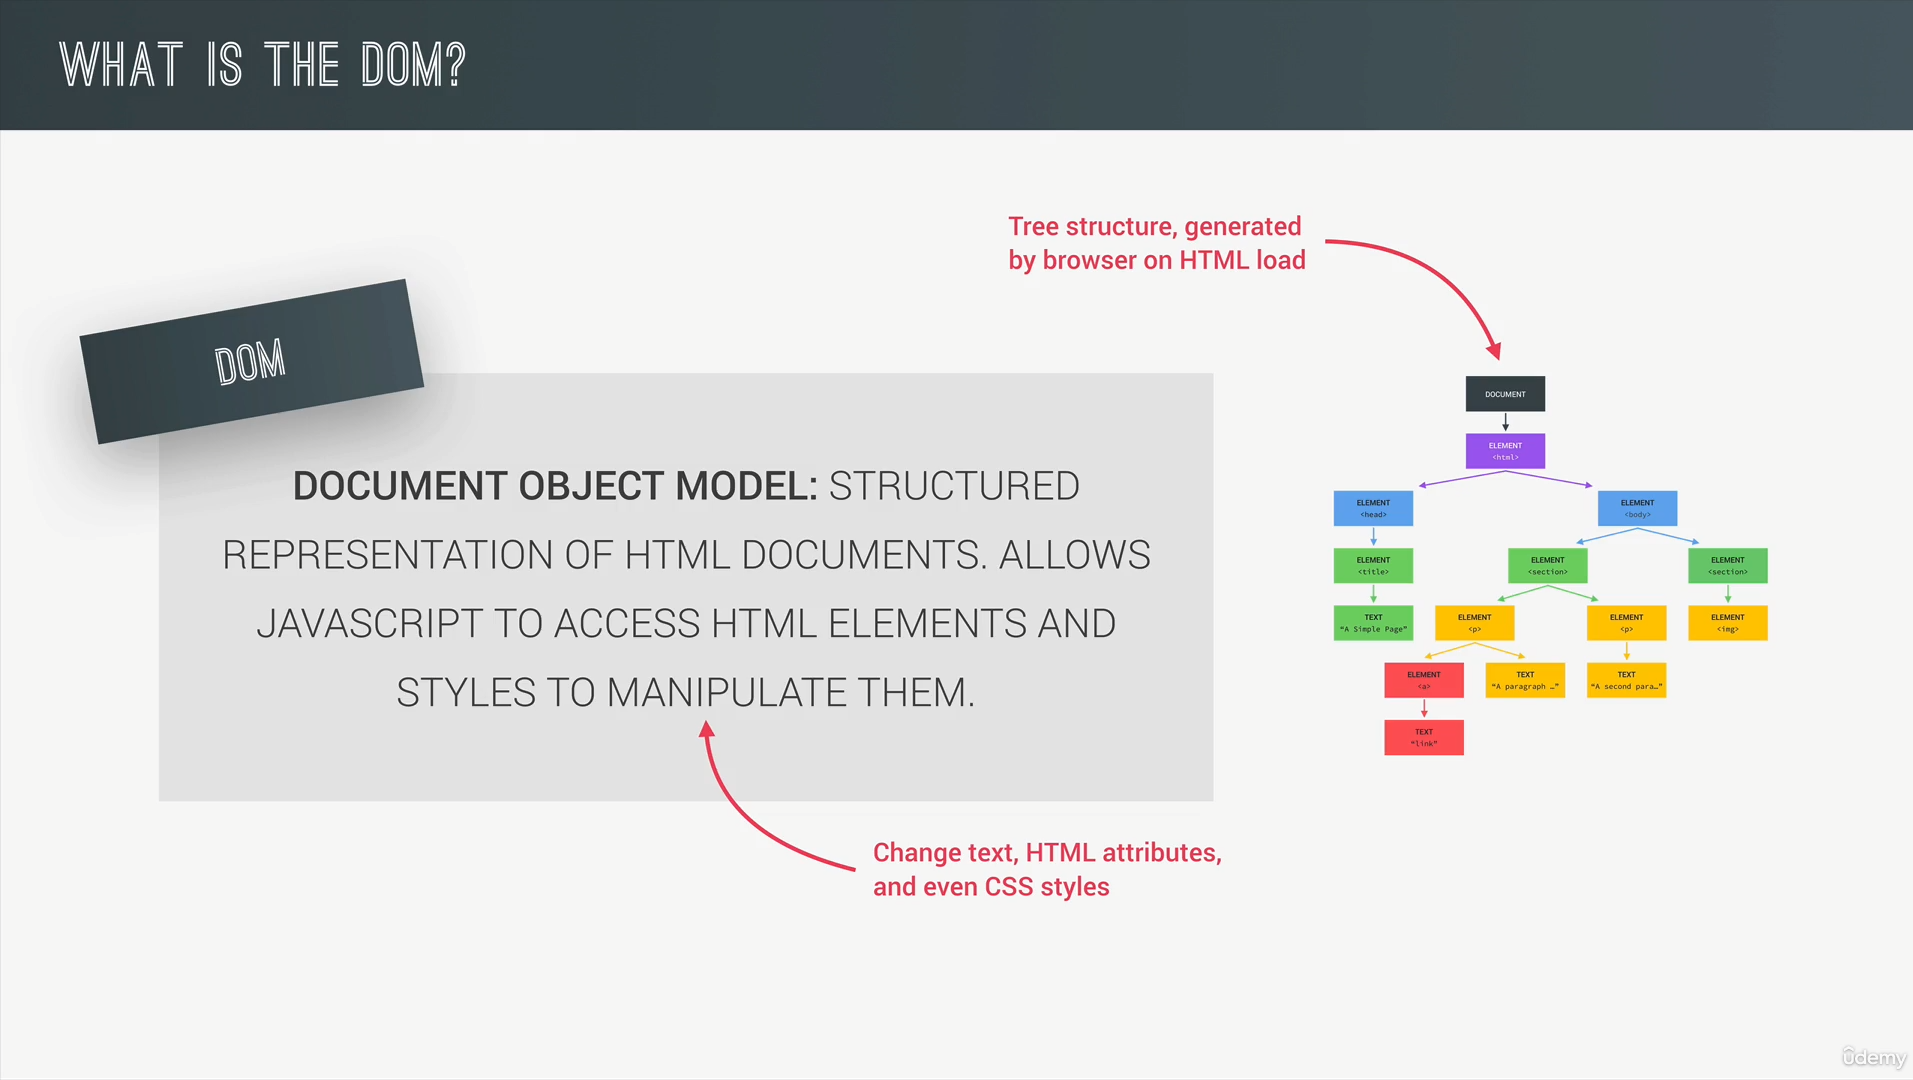 WHAT IS THE DOM?
Tree structure, generated
by browser on HTML load
DOM
DOCUMENT OBJECT MODEL: STRUCTURED
REPRESENTATION OF HTML DOCUMENTS. ALLOWS
JAVASCRIPT TO ACCESS HTML ELEMENTS AND
STYLES TO MANIPULATE THEM.
Change text, HTML attributes,
and even CSS styles
DOCUMENT
ELEMENT
<html>
ELEMENT
<head>
ELEMENT
<body>
ELEMENT
<title>
ELEMENT
<section>
ELEMENT
<section>
TEXT
"A Simple Page"
ELEMENT
<p>
ELEMENT
<p>
ELEMENT
<img>
ELEMENT
<a>
TEXT
"A paragraph …"
TEXT
"A second para…"
TEXT
"link"
ûdemy